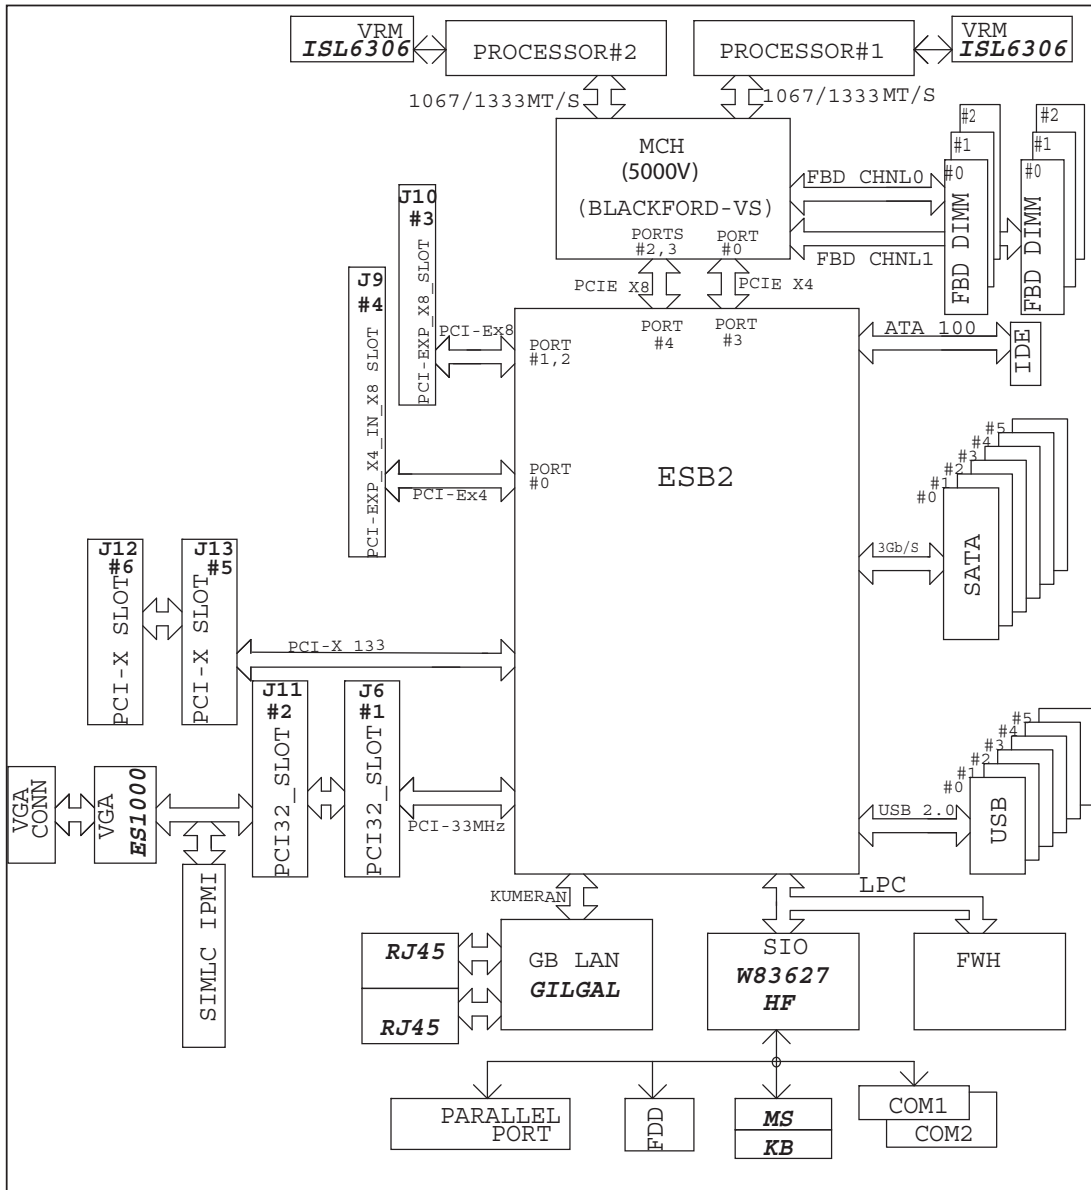 VRM
ISL6306
PROCESSOR#2
PROCESSOR#1
VRM
ISL6306
1067/1333MT/S
1067/1333MT/S
MCH
(5000V)
(BLACKFORD-VS)
PORTS
#2,3
PORT
#0
FBD CHNL0
FBD CHNL1
#2
#1
#0
FBD DIMM
#2
#1
#0
FBD DIMM
PCIE X8
PCIE X4
J10
#3
PCI-EXP_X8_SLOT
J9
#4
PCI-EXP_X4_IN_X8 SLOT
PCI-Ex8
PORT
#1,2
PORT
#4
PORT
#3
ATA 100
IDE
PCI-Ex4
PORT
#0
ESB2
#5
#4
#3
#2
#1
#0
SATA
3Gb/S
J12
#6
PCI-X SLOT
J13
#5
PCI-X SLOT
PCI-X 133
J11
#2
PCI32_SLOT
J6
#1
PCI32_SLOT
PCI-33MHz
VGA
CONN
VGA
ES1000
SIMLC IPMI
#5
#4
#3
#2
#1
#0
USB
USB 2.0
KUMERAN
LPC
RJ45
RJ45
GB LAN
GILGAL
SIO
W83627
HF
FWH
PARALLEL
PORT
FDD
MS
KB
COM1
COM2